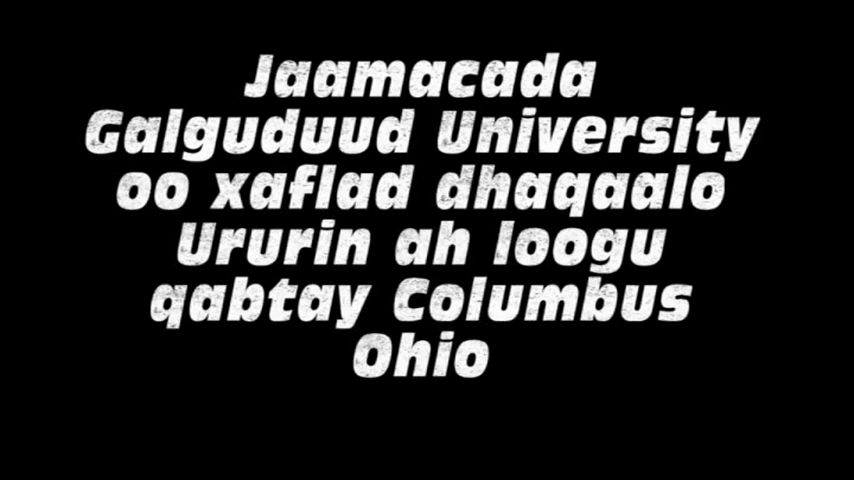 Jaamacada
Galguduud University
oo xaflad dhaqaalo
Ururin ah loogu
qabtay Columbus
Ohio